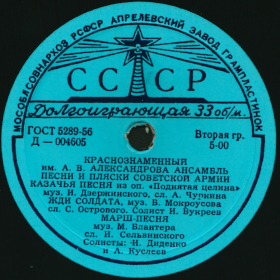 МОСОБЛСОВНАРХОЗ РСФСР АПРЕЛЕВСКИЙ ЗАВОД ГРАМПЛАСТИНОК
СССР
Долгоиграющая 33 об/м.
ГОСТ 5289-56
Д — 004605
Вторая гр.
5-00
КРАСНОЗНАМЕННЫЙ
им. А. В. АЛЕКСАНДРОВА АНСАМБЛЬ
ПЕСНИ И ПЛЯСКИ СОВЕТСКОЙ АРМИИ
КАЗАЧЬЯ ПЕСНЯ из оп. «Поднятая целина»
муз. И. Дзержинского, сл. А. Чуркина
ЖДИ СОЛДАТА, муз. Б. Мокроусова
сл. С. Острового. Солист И. Букреев
МАРШ-ПЕСНЯ
муз. М. Блантера
сл. И. Сельвинского
Солисты: Н. Диденко
и А. Куслеев